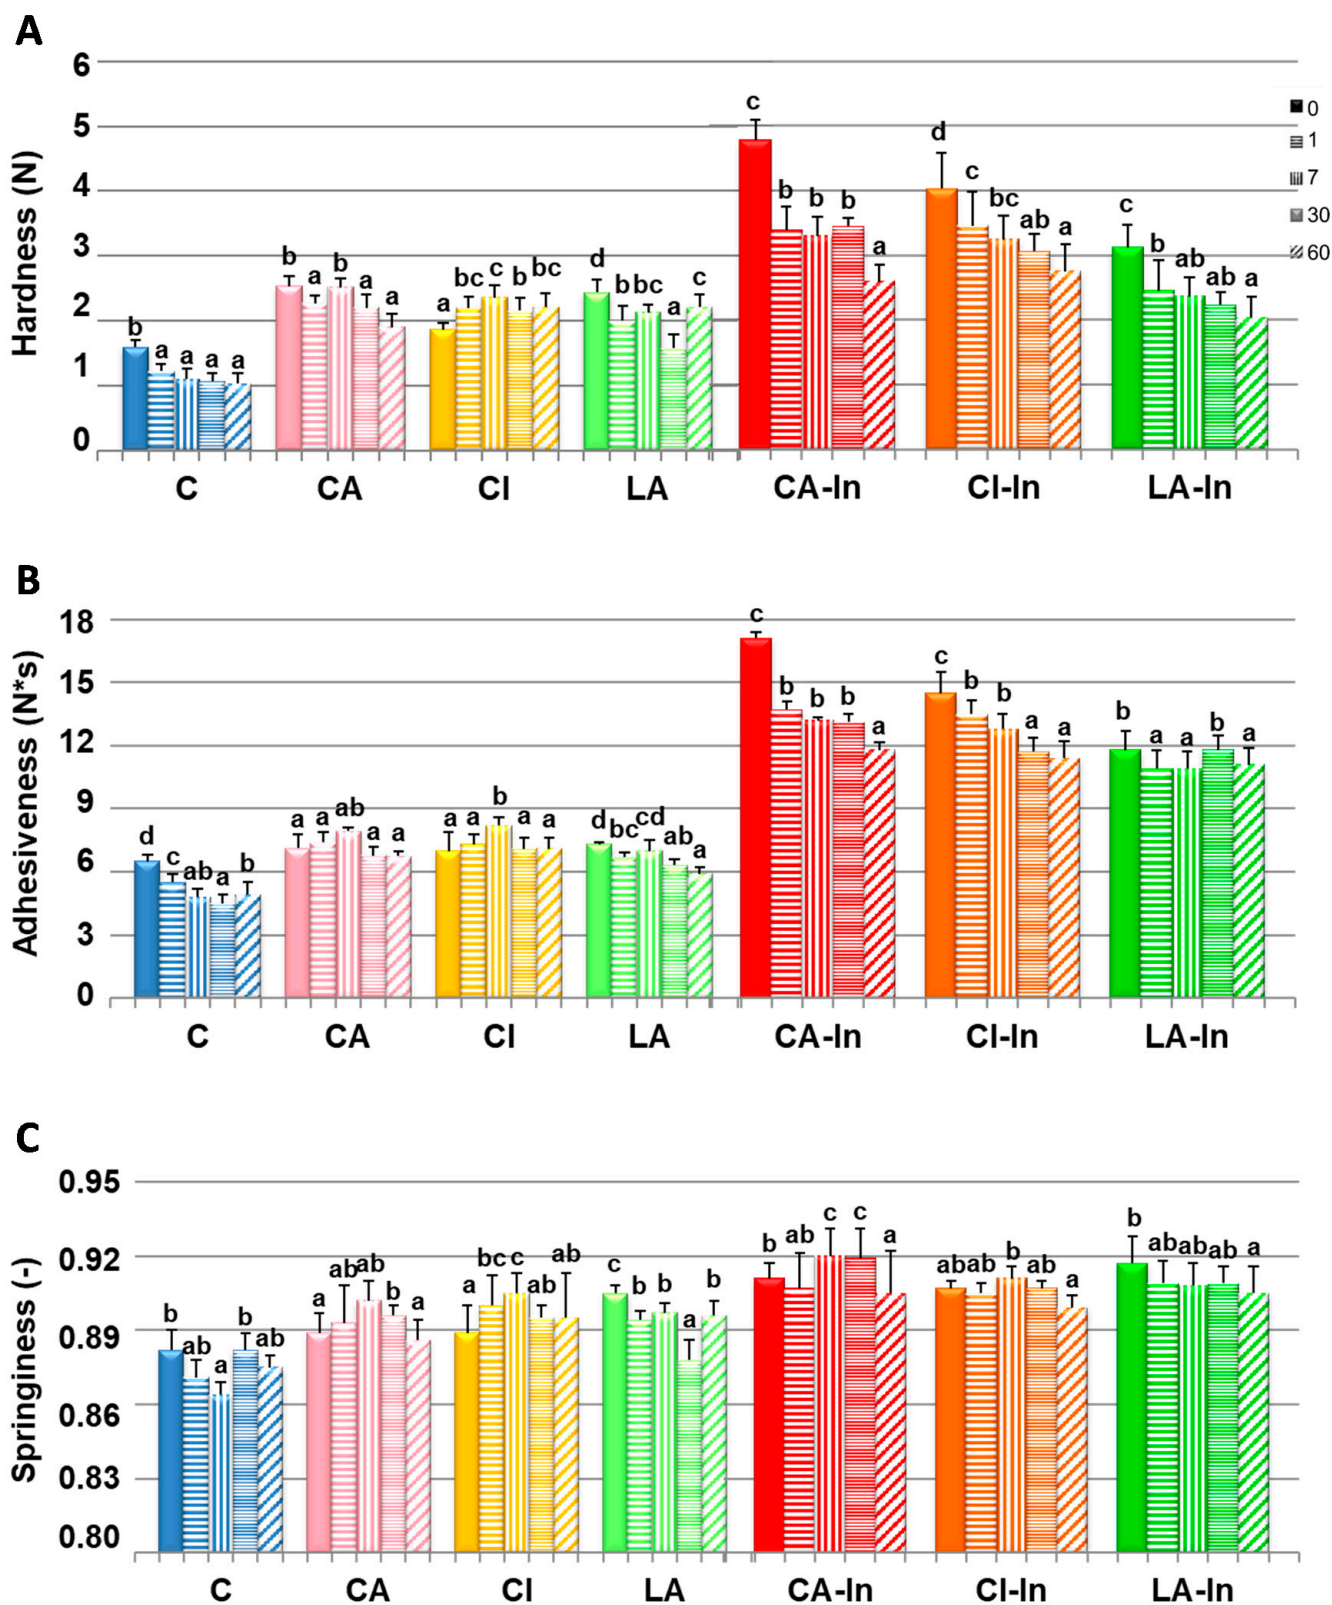 A
Hardness (N)
6
5
4
3
2
1
0
b a a a a
b a b a a
a bc c b bc
d b bc a c
c b b b a
d c bc ab a
c b ab ab a
0
1
7
30
60
C CA CI LA CA-In CI-In LA-In
B
Adhesiveness (N*s)
18
15
12
9
6
3
0
d c ab a b
a a ab a a
a a b a a
d bc cd ab a
c b b b a
c b b a a
b a a b a
C CA CI LA CA-In CI-In LA-In
C
Springiness (-)
0.95
0.92
0.89
0.86
0.83
0.80
b ab a b ab
a ab ab b a
a bc c ab ab
c b b a b
b ab c c a
ab ab b ab a
b ab ab ab a
C CA CI LA CA-In CI-In LA-In